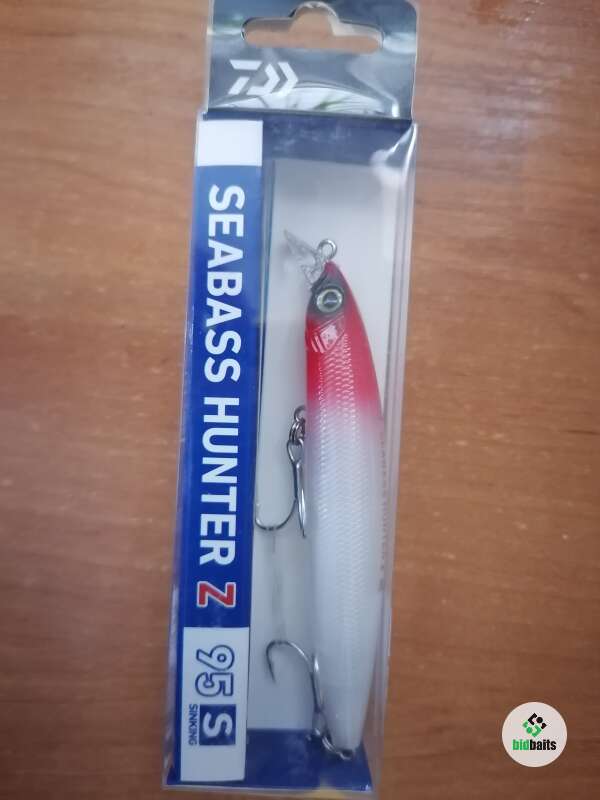 SEABASS HUNTER Z
95 S
SINKING
bidbaits